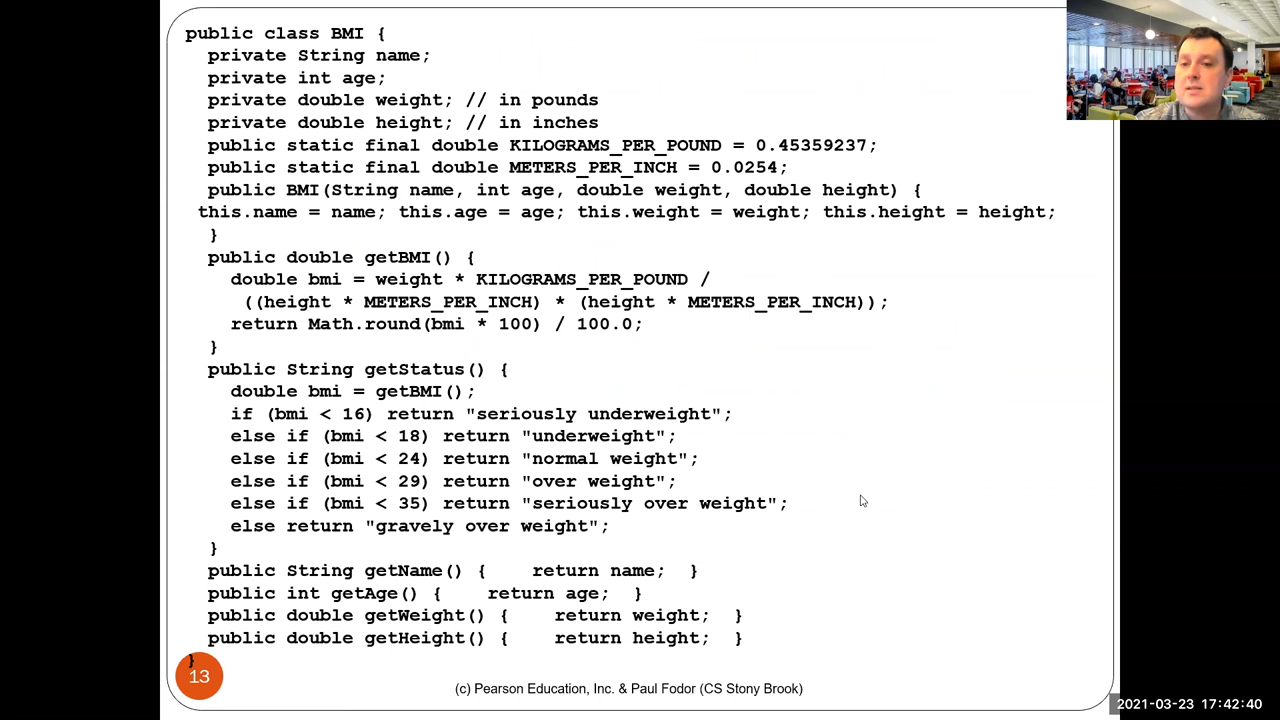 public class BMI {
private String name;
private int age;
private double weight; // in pounds
private double height; // in inches
public static final double KILOGRAMS_PER_POUND = 0.45359237;
public static final double METERS_PER_INCH = 0.0254;
public BMI(String name, int age, double weight, double height) {
this.name = name; this.age = age; this.weight = weight; this.height = height;
}
public double getBMI() {
double bmi = weight * KILOGRAMS_PER_POUND /
((height * METERS_PER_INCH) * (height * METERS_PER_INCH));
return Math.round(bmi * 100) / 100.0;
}
public String getStatus() {
double bmi = getBMI();
if (bmi < 16) return "seriously underweight";
else if (bmi < 18) return "underweight";
else if (bmi < 24) return "normal weight";
else if (bmi < 29) return "over weight";
else if (bmi < 35) return "seriously over weight";
else return "gravely over weight";
}
public String getName() { return name; }
public int getAge() { return age; }
public double getWeight() { return weight; }
public double getHeight() { return height; }
}
13
(c) Pearson Education, Inc. & Paul Fodor (CS Stony Brook)
2021-03-23 17:42:40